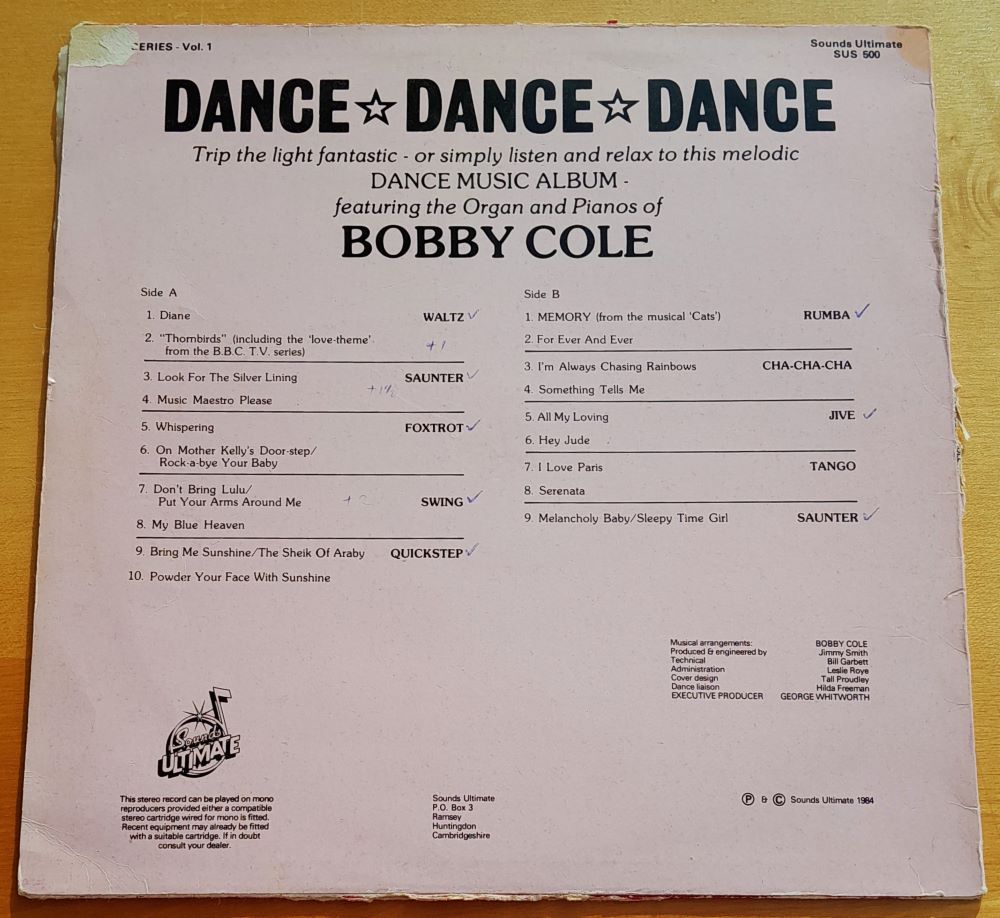 ERIES - Vol. 1
Sounds Ultimate
SUS 500
DANCE☆DANCE☆DANCE
Trip the light fantastic - or simply listen and relax to this melodic
DANCE MUSIC ALBUM -
featuring the Organ and Pianos of
BOBBY COLE
Side A
1. Diane WALTZ ✓
2. "Thornbirds" (including the 'love-theme'
from the B.B.C. T.V. series) +1
3. Look For The Silver Lining SAUNTER ✓
4. Music Maestro Please
5. Whispering FOXTROT ✓
6. On Mother Kelly's Door-step/
Rock-a-bye Your Baby
7. Don't Bring Lulu/
Put Your Arms Around Me +2 SWING ✓
8. My Blue Heaven
9. Bring Me Sunshine/The Sheik Of Araby QUICKSTEP ✓
10. Powder Your Face With Sunshine
Side B
1. MEMORY (from the musical 'Cats') RUMBA ✓
2. For Ever And Ever
3. I'm Always Chasing Rainbows CHA-CHA-CHA
4. Something Tells Me
5. All My Loving JIVE ✓
6. Hey Jude
7. I Love Paris TANGO
8. Serenata
9. Melancholy Baby/Sleepy Time Girl SAUNTER ✓
Musical arrangements: BOBBY COLE
Produced & engineered by Jimmy Smith
Technical Bill Garbett
Administration Leslie Roye
Cover design Tall Proudley
Dance liaison Hilda Freeman
EXECUTIVE PRODUCER GEORGE WHITWORTH
Sound
ULTIMATE
This stereo record can be played on mono
reproducers provided either a compatible
stereo cartridge wired for mono is fitted.
Recent equipment may already be fitted
with a suitable cartridge. If in doubt
consult your dealer.
Sounds Ultimate
P.O. Box 3
Ramsey
Huntingdon
Cambridgeshire
Ⓟ & © Sounds Ultimate 1984